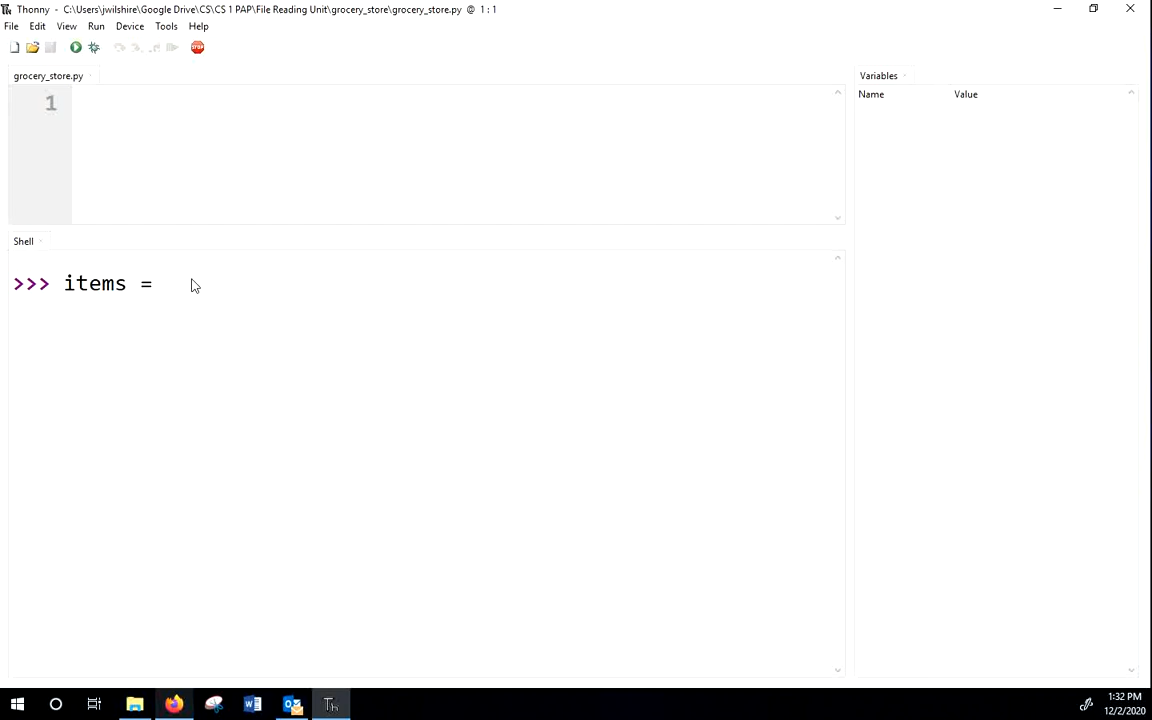 Thonny - C:\Users\jwilshire\Google Drive\CS\CS 1 PAP\File Reading Unit\grocery_store\grocery_store.py @ 1 : 1
File Edit View Run Device Tools Help
STOP
grocery_store.py
Variables
1
Name Value
Shell
>>> items =
Th
1:32 PM
12/2/2020